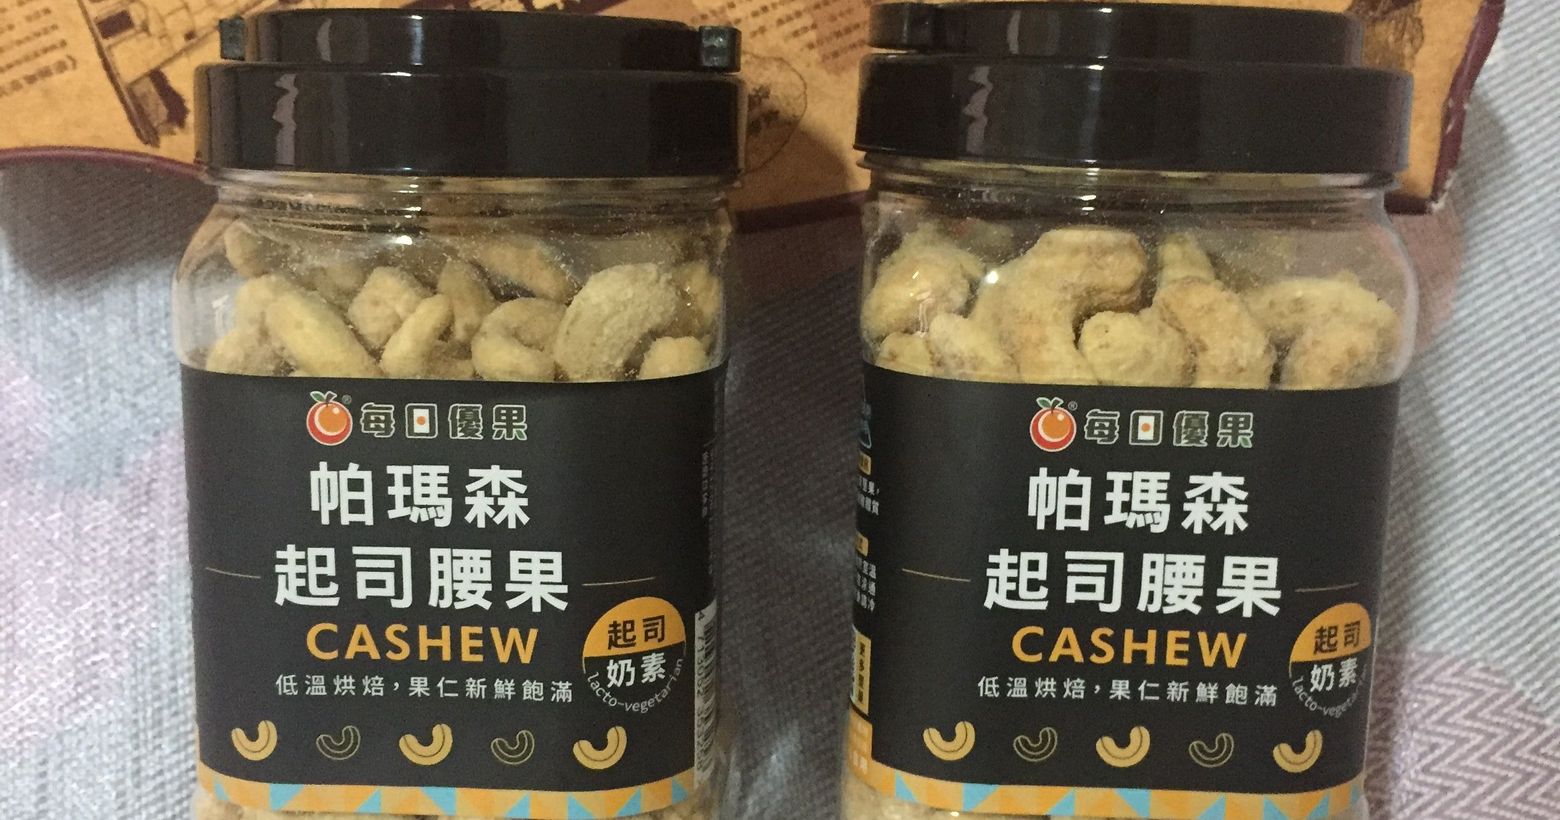 每日優果
帕瑪森
起司腰果
CASHEW
低溫烘焙，果仁新鮮飽滿
起司
奶素
lacto-vegetarian
每日優果
帕瑪森
起司腰果
CASHEW
低溫烘焙，果仁新鮮飽滿
起司
奶素